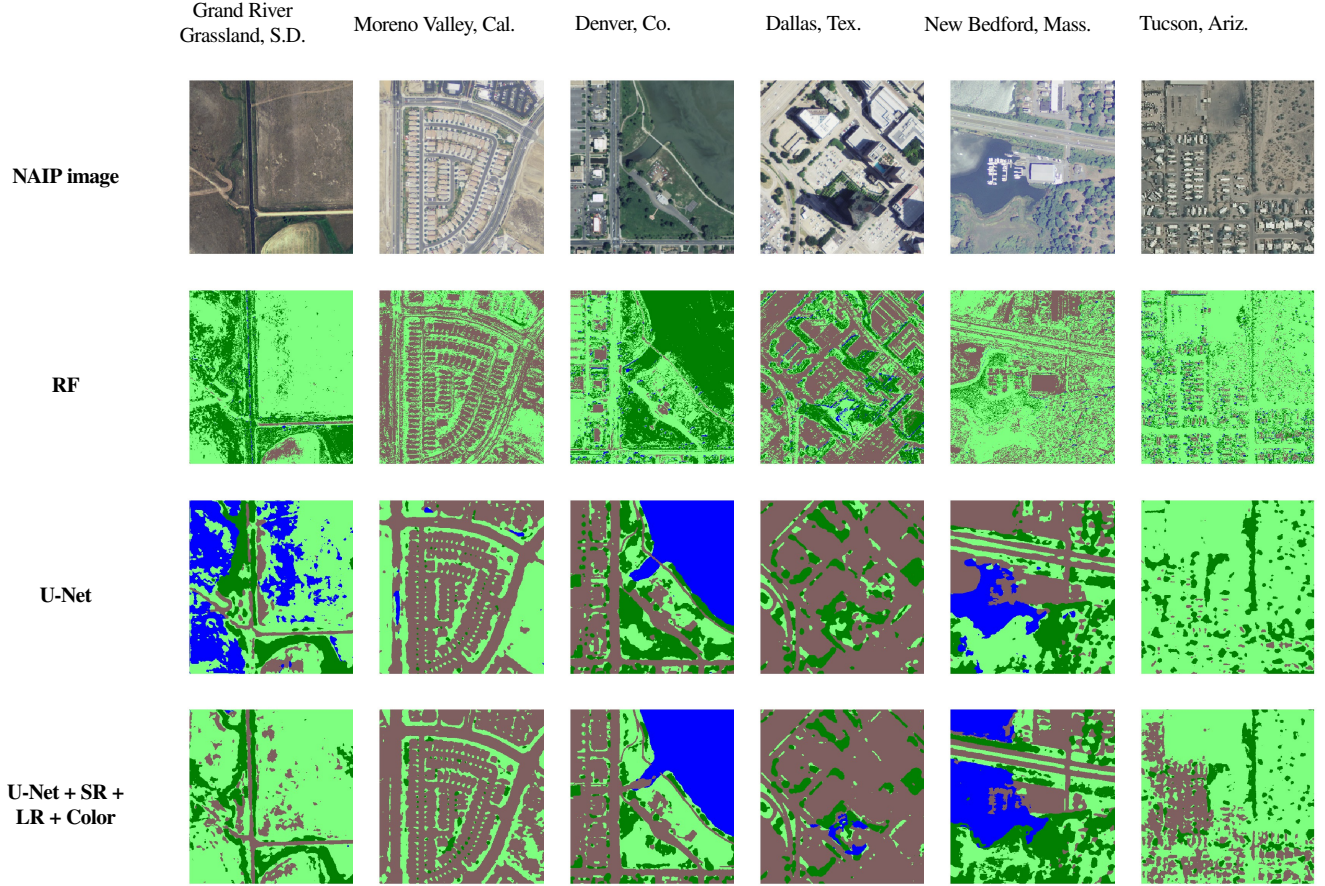 Grand River
Grassland, S.D.
Moreno Valley, Cal.
Denver, Co.
Dallas, Tex.
New Bedford, Mass.
Tucson, Ariz.
NAIP image
RF
U-Net
U-Net + SR +
LR + Color